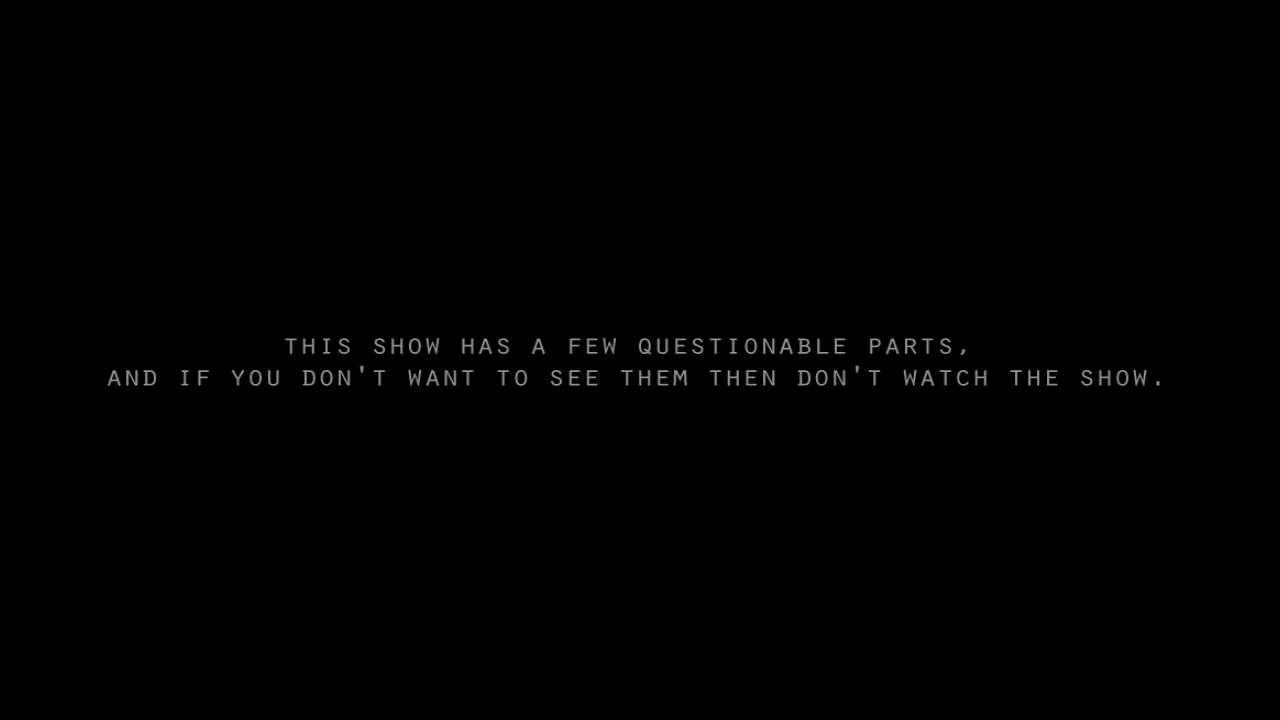 THIS SHOW HAS A FEW QUESTIONABLE PARTS,
AND IF YOU DON'T WANT TO SEE THEM THEN DON'T WATCH THE SHOW.